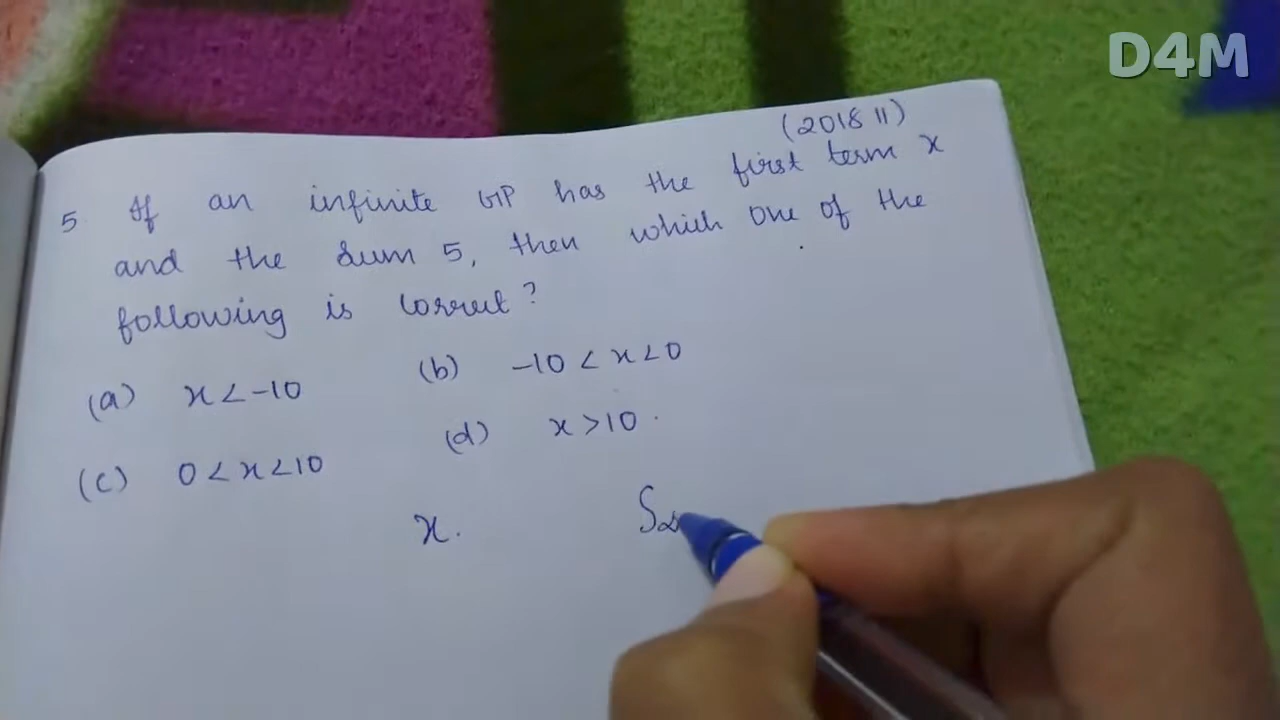 D4M
(2018 II)
5. If an infinite GP has the first term x
and the sum 5, then which one of the
following is correct?
(a) x < -10 (b) -10 < x < 0
(c) 0 < x < 10 (d) x > 10.
x. S∞